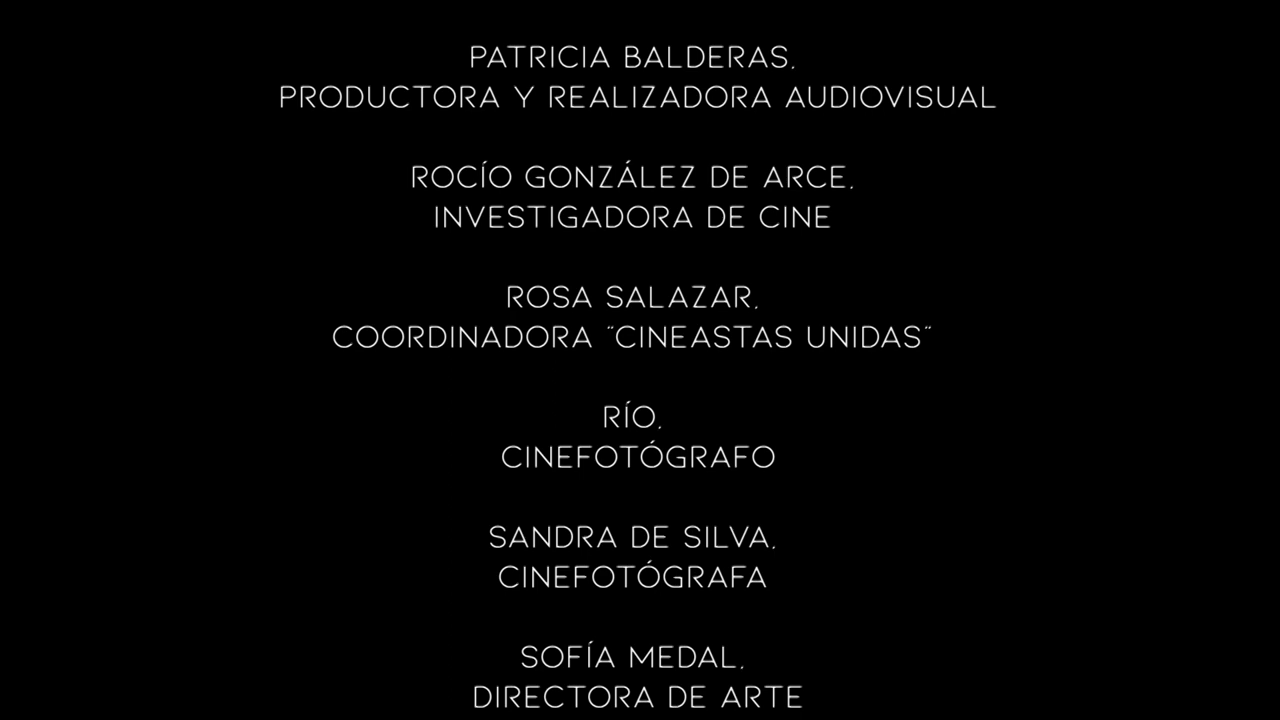 PATRICIA BALDERAS,
PRODUCTORA Y REALIZADORA AUDIOVISUAL
ROCÍO GONZÁLEZ DE ARCE,
INVESTIGADORA DE CINE
ROSA SALAZAR,
COORDINADORA "CINEASTAS UNIDAS"
RÍO,
CINEFOTÓGRAFO
SANDRA DE SILVA,
CINEFOTÓGRAFA
SOFÍA MEDAL,
DIRECTORA DE ARTE